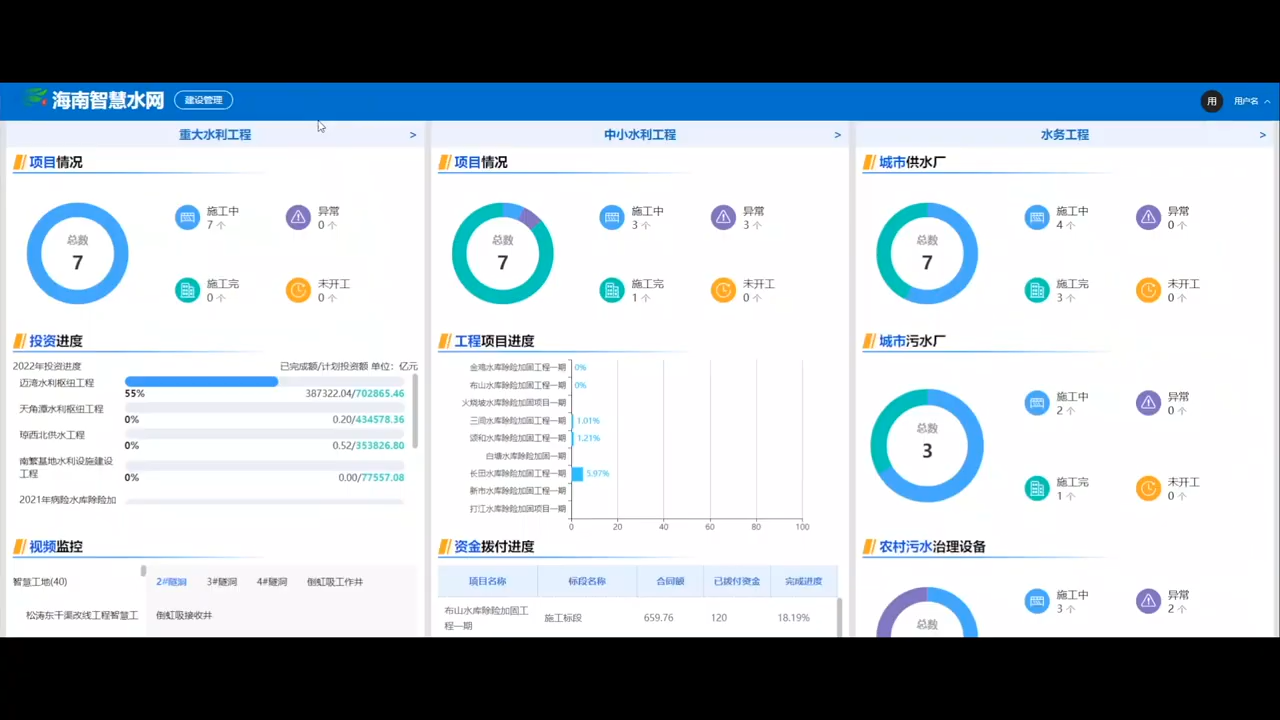 海南智慧水网
建设管理
用
用户名
重大水利工程 >
项目情况
总数
7
施工中
7 个
异常
0 个
施工完
0 个
未开工
0 个
投资进度
2022年投资进度
已完成额/计划投资额 单位：亿元
迈湾水利枢纽工程
55%
387322.04/702865.46
天角潭水利枢纽工程
0%
0.20/434578.36
琼西北供水工程
0%
0.52/353826.80
南繁基地水利设施建设
工程
0%
0.00/77557.08
2021年病险水库除险加
视频监控
智慧工地(40)
松涛东干渠改线工程智慧工
2#隧洞 3#隧洞 4#隧洞 倒虹吸工作井
倒虹吸接收井
中小水利工程 >
项目情况
总数
7
施工中
3 个
异常
3 个
施工完
1 个
未开工
0 个
工程项目进度
金鸡水库除险加固工程一期 0%
布山水库除险加固工程一期 0%
火烧坡水库除险加固项目一期
三间水库除险加固工程一期 1.01%
颂和水库除险加固工程一期 1.21%
白塘水库除险加固一期
长田水库除险加固工程一期 5.97%
新市水库除险加固工程一期
打江水库除险加固项目一期
0 20 40 60 80 100
资金拨付进度
项目名称 标段名称 合同额 已拨付资金 完成进度
布山水库除险加固工
程一期
施工标段 659.76 120 18.19%
水务工程 >
城市供水厂
总数
7
施工中
4 个
异常
0 个
施工完
3 个
未开工
0 个
城市污水厂
总数
3
施工中
2 个
异常
0 个
施工完
1 个
未开工
0 个
农村污水治理设备
总数
施工中
3 个
异常
2 个